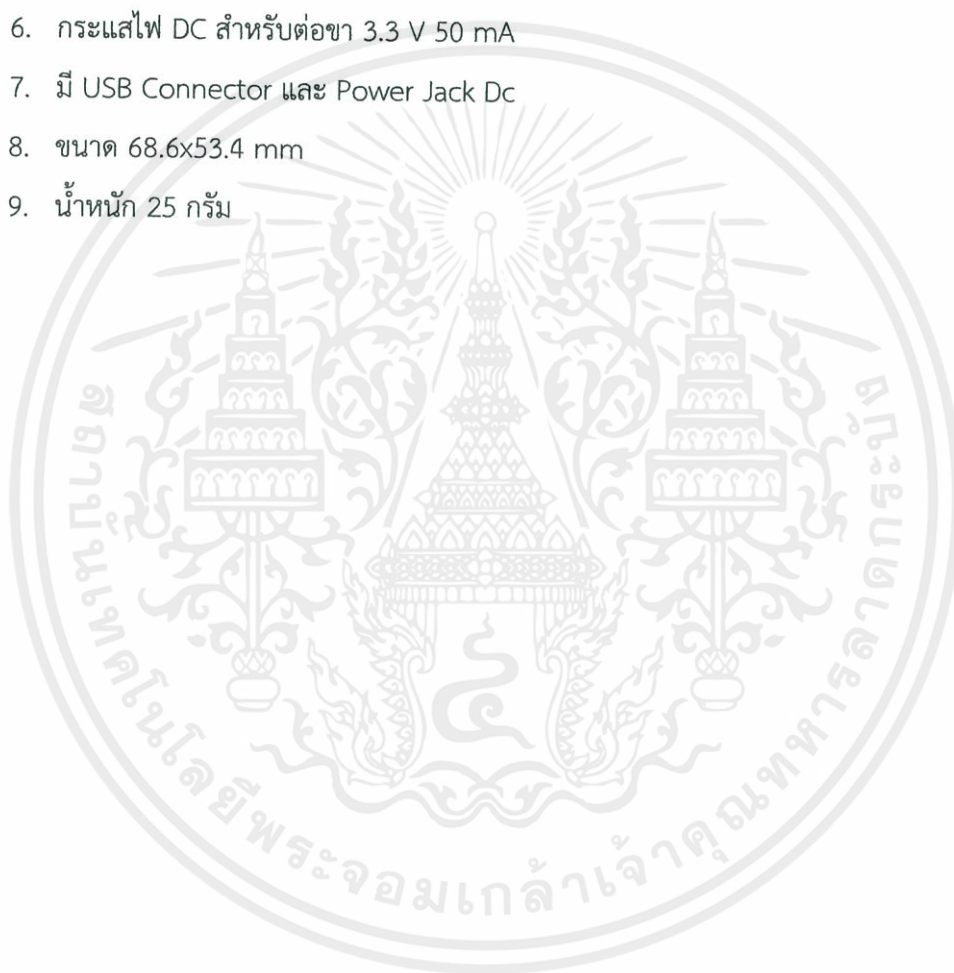 6. กระแสไฟ DC สำหรับต่อขา 3.3 V 50 mA
7. มี USB Connector และ Power Jack Dc
8. ขนาด 68.6x53.4 mm
9. น้ำหนัก 25 กรัม
สถาบันเทคโนโลยีพระจอมเกล้าเจ้าคุณทหารลาดกระบัง